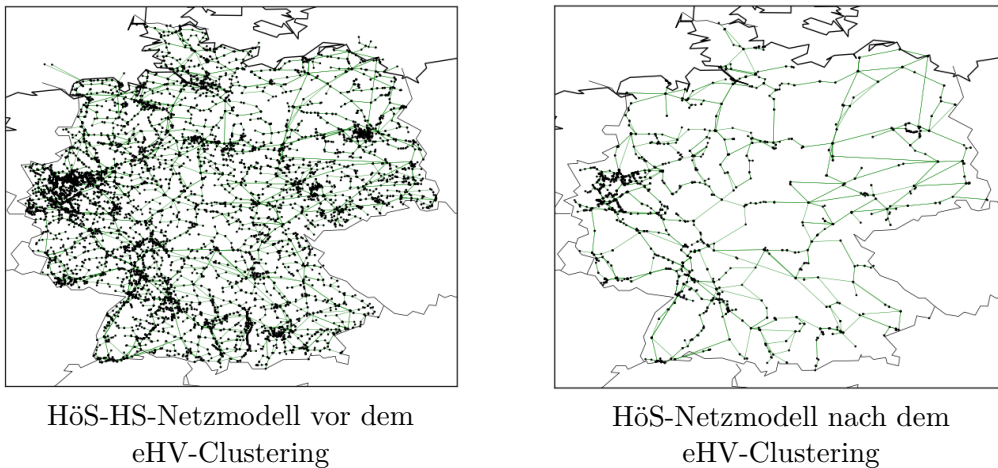 HöS-HS-Netzmodell vor dem
eHV-Clustering
HöS-Netzmodell nach dem
eHV-Clustering